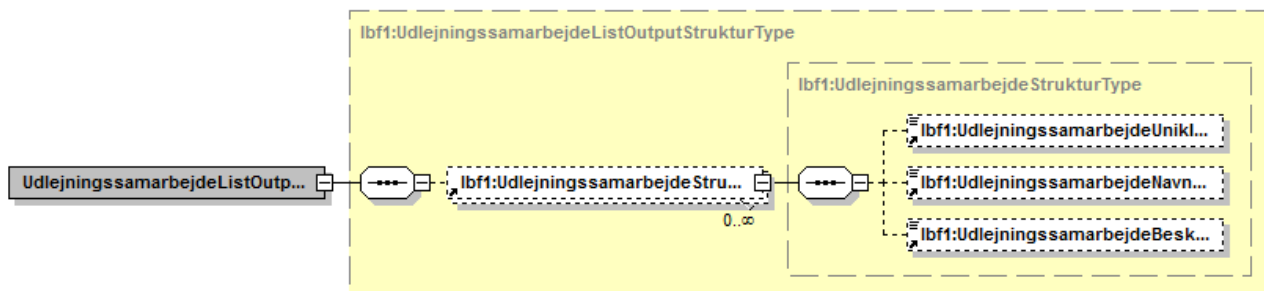 lbf1:UdlejningssamarbejdeListOutputStrukturType
lbf1:UdlejningssamarbejdeStrukturType
lbf1:UdlejningssamarbejdeUnikI...
UdlejningssamarbejdeListOutp...
lbf1:UdlejningssamarbejdeStru...
0..∞
lbf1:UdlejningssamarbejdeNavn...
lbf1:UdlejningssamarbejdeBesk...